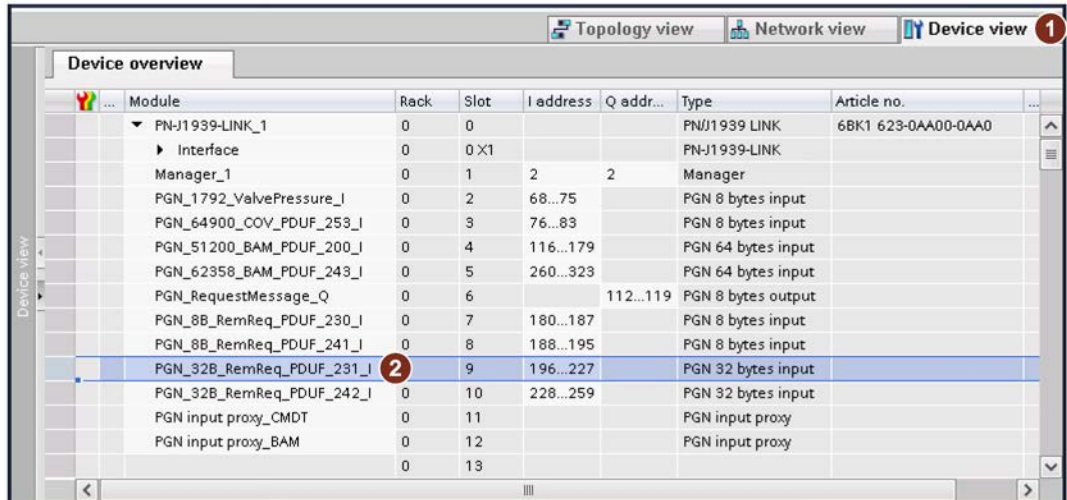 Topology view Network view Device view 1
Device overview
... Module Rack Slot I address Q addr... Type Article no. ...
PN-J1939-LINK_1 0 0 PN/J1939 LINK 6BK1 623-0AA00-0AA0
Interface 0 0 X1 PN-J1939-LINK
Manager_1 0 1 2 2 Manager
PGN_1792_ValvePressure_I 0 2 68...75 PGN 8 bytes input
PGN_64900_COV_PDUF_253_I 0 3 76...83 PGN 8 bytes input
PGN_51200_BAM_PDUF_200_I 0 4 116...179 PGN 64 bytes input
PGN_62358_BAM_PDUF_243_I 0 5 260...323 PGN 64 bytes input
PGN_RequestMessage_Q 0 6 112...119 PGN 8 bytes output
PGN_8B_RemReq_PDUF_230_I 0 7 180...187 PGN 8 bytes input
PGN_8B_RemReq_PDUF_241_I 0 8 188...195 PGN 8 bytes input
PGN_32B_RemReq_PDUF_231_I 2 0 9 196...227 PGN 32 bytes input
PGN_32B_RemReq_PDUF_242_I 0 10 228...259 PGN 32 bytes input
PGN input proxy_CMDT 0 11 PGN input proxy
PGN input proxy_BAM 0 12 PGN input proxy
0 13
Device view